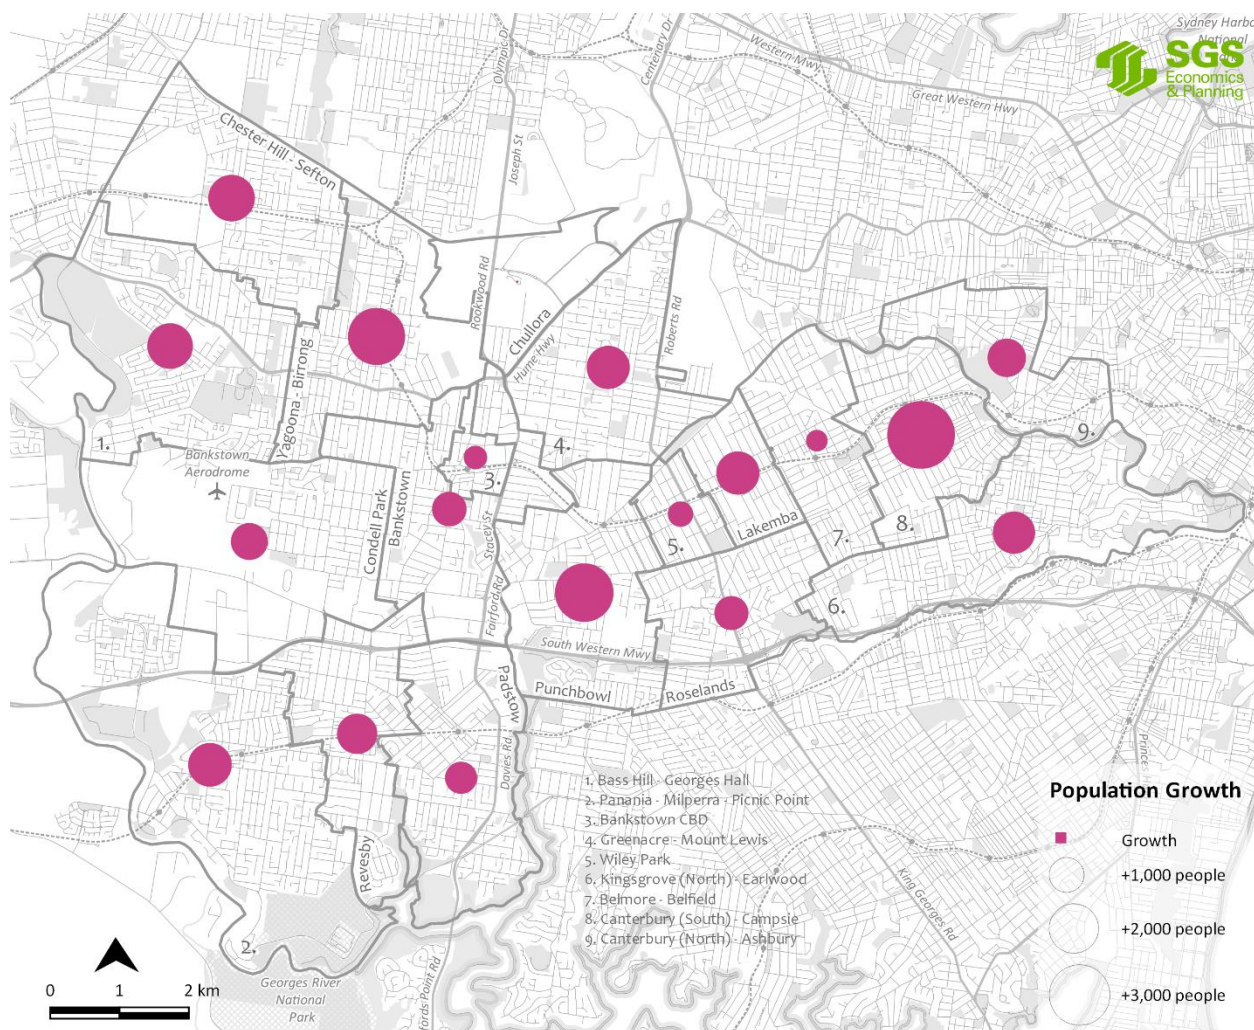 Sydney Harbo
National
SGS
Economics
& Planning
Olympic Dr
Centenary Dr
Western Mwy
Great Western Hwy
Chester Hill - Sefton
Joseph St
Rookwood Rd
Chullora
Hume Hwy
Roberts Rd
Yagoona - Birrong
1.
Bankstown
Aerodrome
3.
4.
9.
Condell Park
Bankstown
Stacey St
5.
Lakemba
7.
8.
6.
Fairford Rd
South Western Mwy
Punchbowl
Roselands
Padstow
Davies Rd
Revesby
2.
Georges River
National
Park
fords Point Rd
King Georges Rd
Prince
1. Bass Hill - Georges Hall
2. Panania - Milperra - Picnic Point
3. Bankstown CBD
4. Greenacre - Mount Lewis
5. Wiley Park
6. Kingsgrove (North) - Earlwood
7. Belmore - Belfield
8. Canterbury (South) - Campsie
9. Canterbury (North) - Ashbury
Population Growth
Growth
+1,000 people
+2,000 people
+3,000 people
0 1 2 km